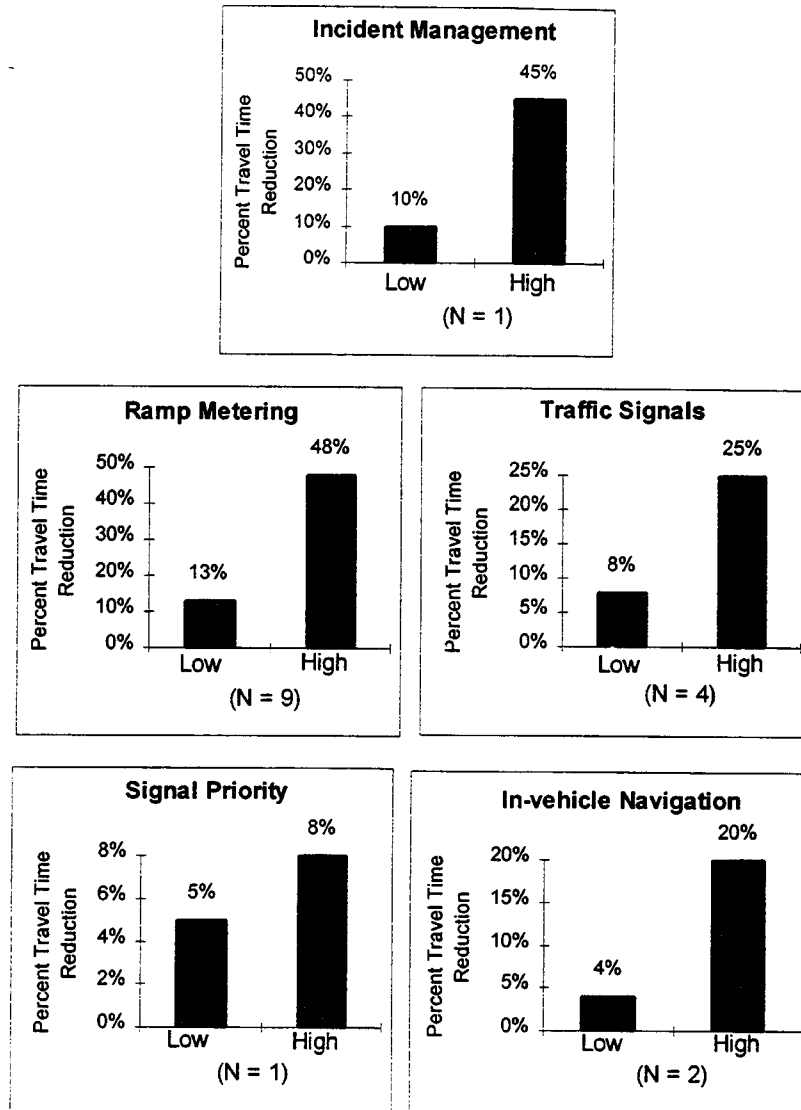 Incident Management
Percent Travel Time
Reduction
50%
40%
30%
20%
10%
0%
10%
45%
Low
High
(N = 1)
Ramp Metering
Percent Travel Time
Reduction
50%
40%
30%
20%
10%
0%
13%
48%
Low
High
(N = 9)
Traffic Signals
Percent Travel Time
Reduction
25%
20%
15%
10%
5%
0%
8%
25%
Low
High
(N = 4)
Signal Priority
Percent Travel Time
Reduction
8%
6%
4%
2%
0%
5%
8%
Low
High
(N = 1)
In-vehicle Navigation
Percent Travel Time
Reduction
20%
15%
10%
5%
0%
4%
20%
Low
High
(N = 2)